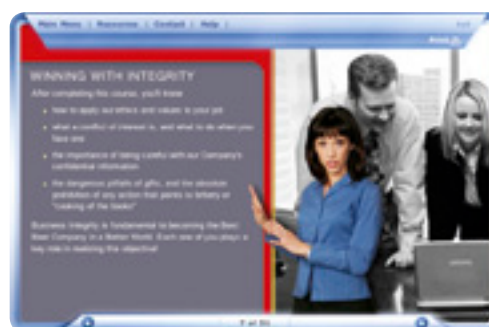 Main Menu | Resources | Contact | Help |
Exit
WINNING WITH INTEGRITY
After completing this course, you'll know
how to apply our ethics and values to your job
what a conflict of interest is, and what to do when you
face one
the importance of being careful with our Company's
confidential information
the dangerous pitfalls of gifts, and the absolute
prohibition of any action that points to bribery or
"cooking of the books"
Business integrity is fundamental to becoming the Best
Beer Company in a Better World. Each one of you plays a
key role in realizing this objective!